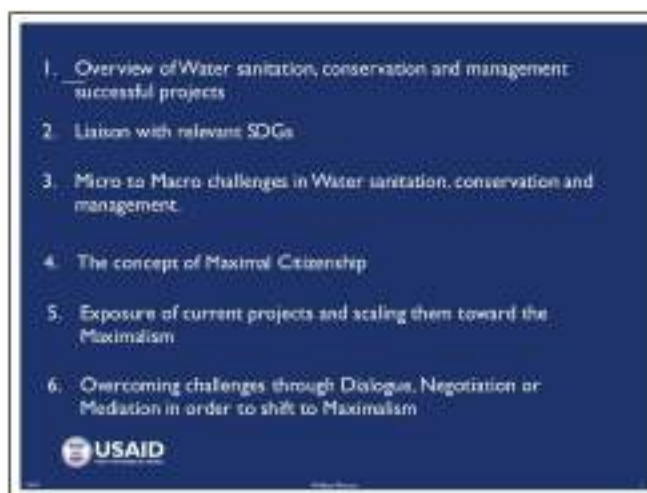 1. Overview of Water sanitation, conservation and management
successful projects
2. Liaison with relevant SDGs
3. Micro to Macro challenges in Water sanitation, conservation and
management.
4. The concept of Maximal Citizenship
5. Exposure of current projects and scaling them toward the
Maximalism
6. Overcoming challenges through Dialogue, Negotiation or
Mediation in order to shift to Maximalism
USAID